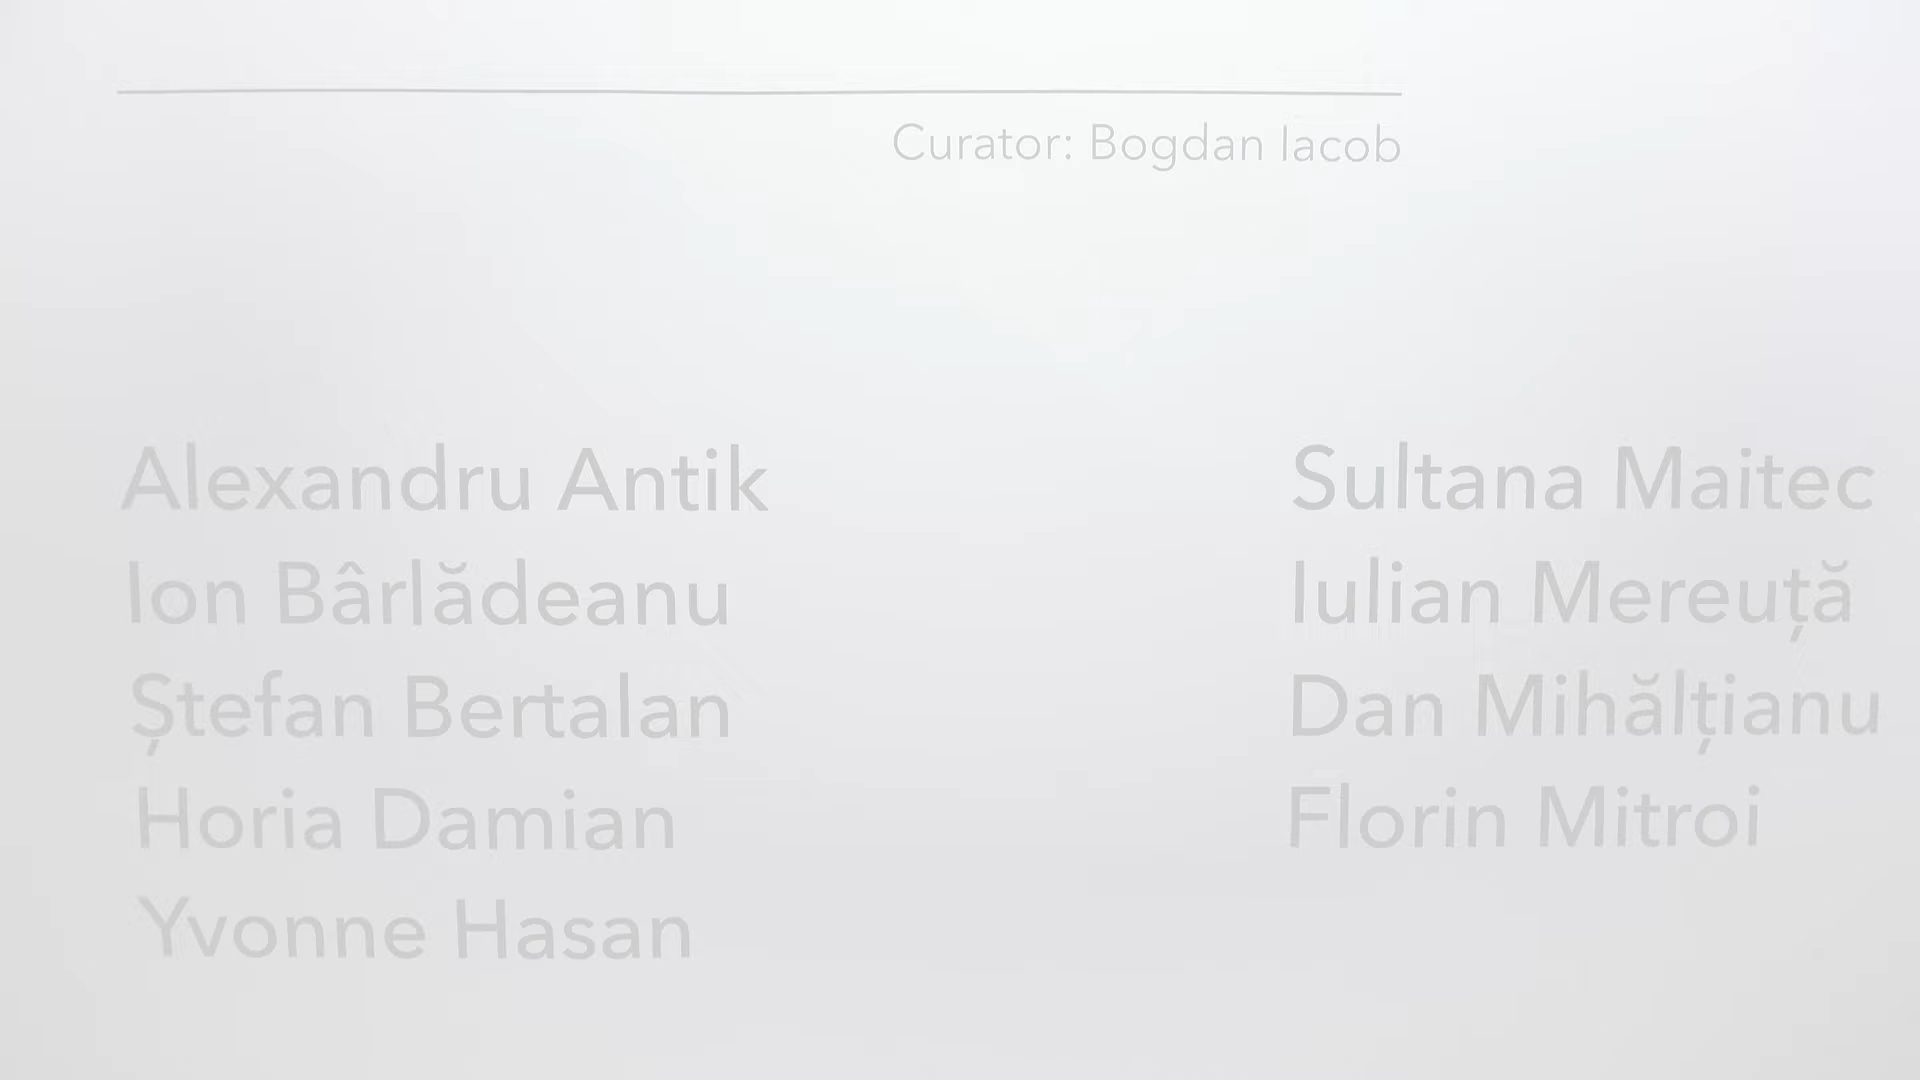 Curator: Bogdan Iacob
Alexandru Antik
Ion Bârlădeanu
Ștefan Bertalan
Horia Damian
Yvonne Hasan
Sultana Maitec
Iulian Mereuță
Dan Mihălțianu
Florin Mitroi